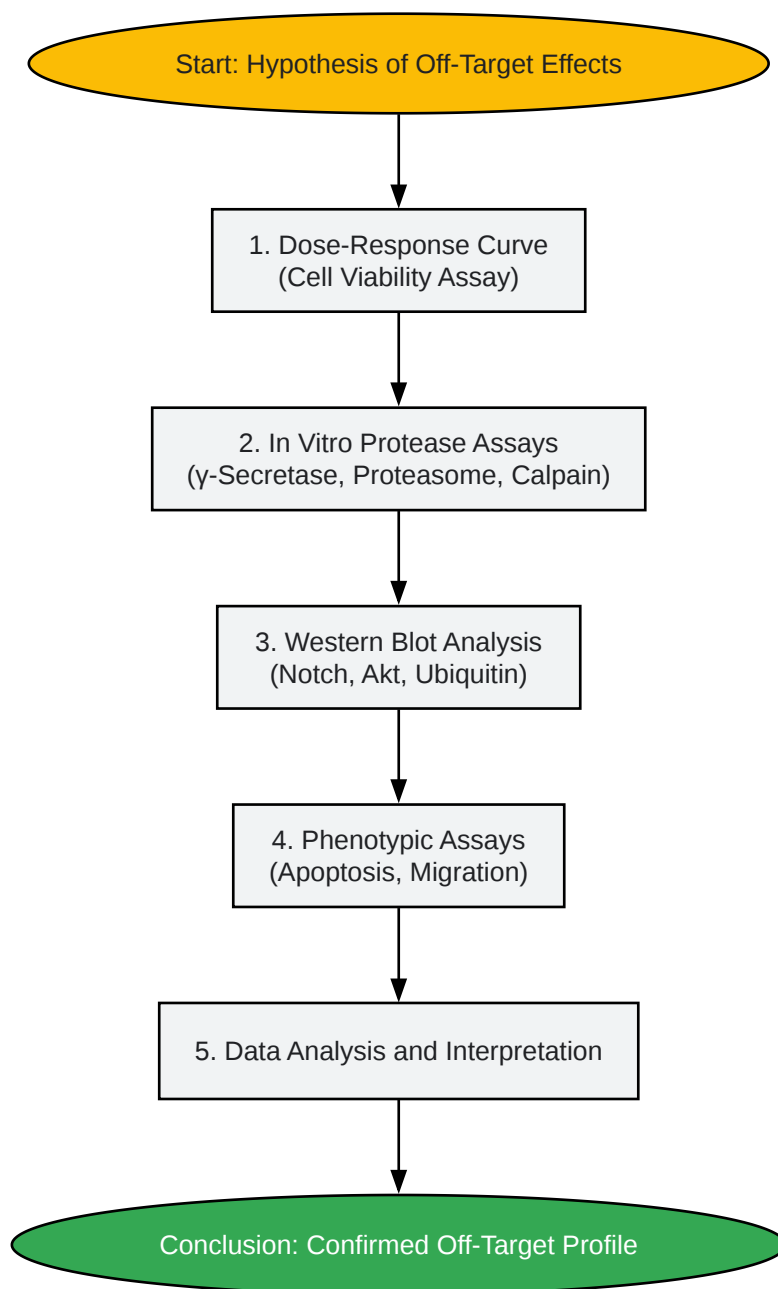 Start: Hypothesis of Off-Target Effects
1. Dose-Response Curve
(Cell Viability Assay)
2. In Vitro Protease Assays
(γ-Secretase, Proteasome, Calpain)
3. Western Blot Analysis
(Notch, Akt, Ubiquitin)
4. Phenotypic Assays
(Apoptosis, Migration)
5. Data Analysis and Interpretation
Conclusion: Confirmed Off-Target Profile